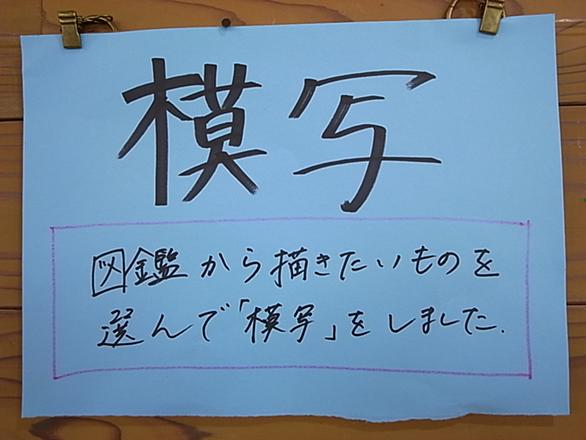 模写
図鑑から描きたいものを
選んで「模写」をしました.